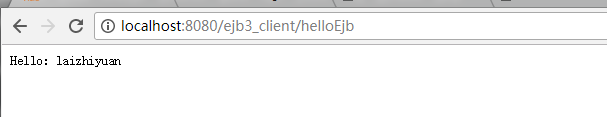 localhost:8080/ejb3_client/helloEjb
Hello: laizhiyuan